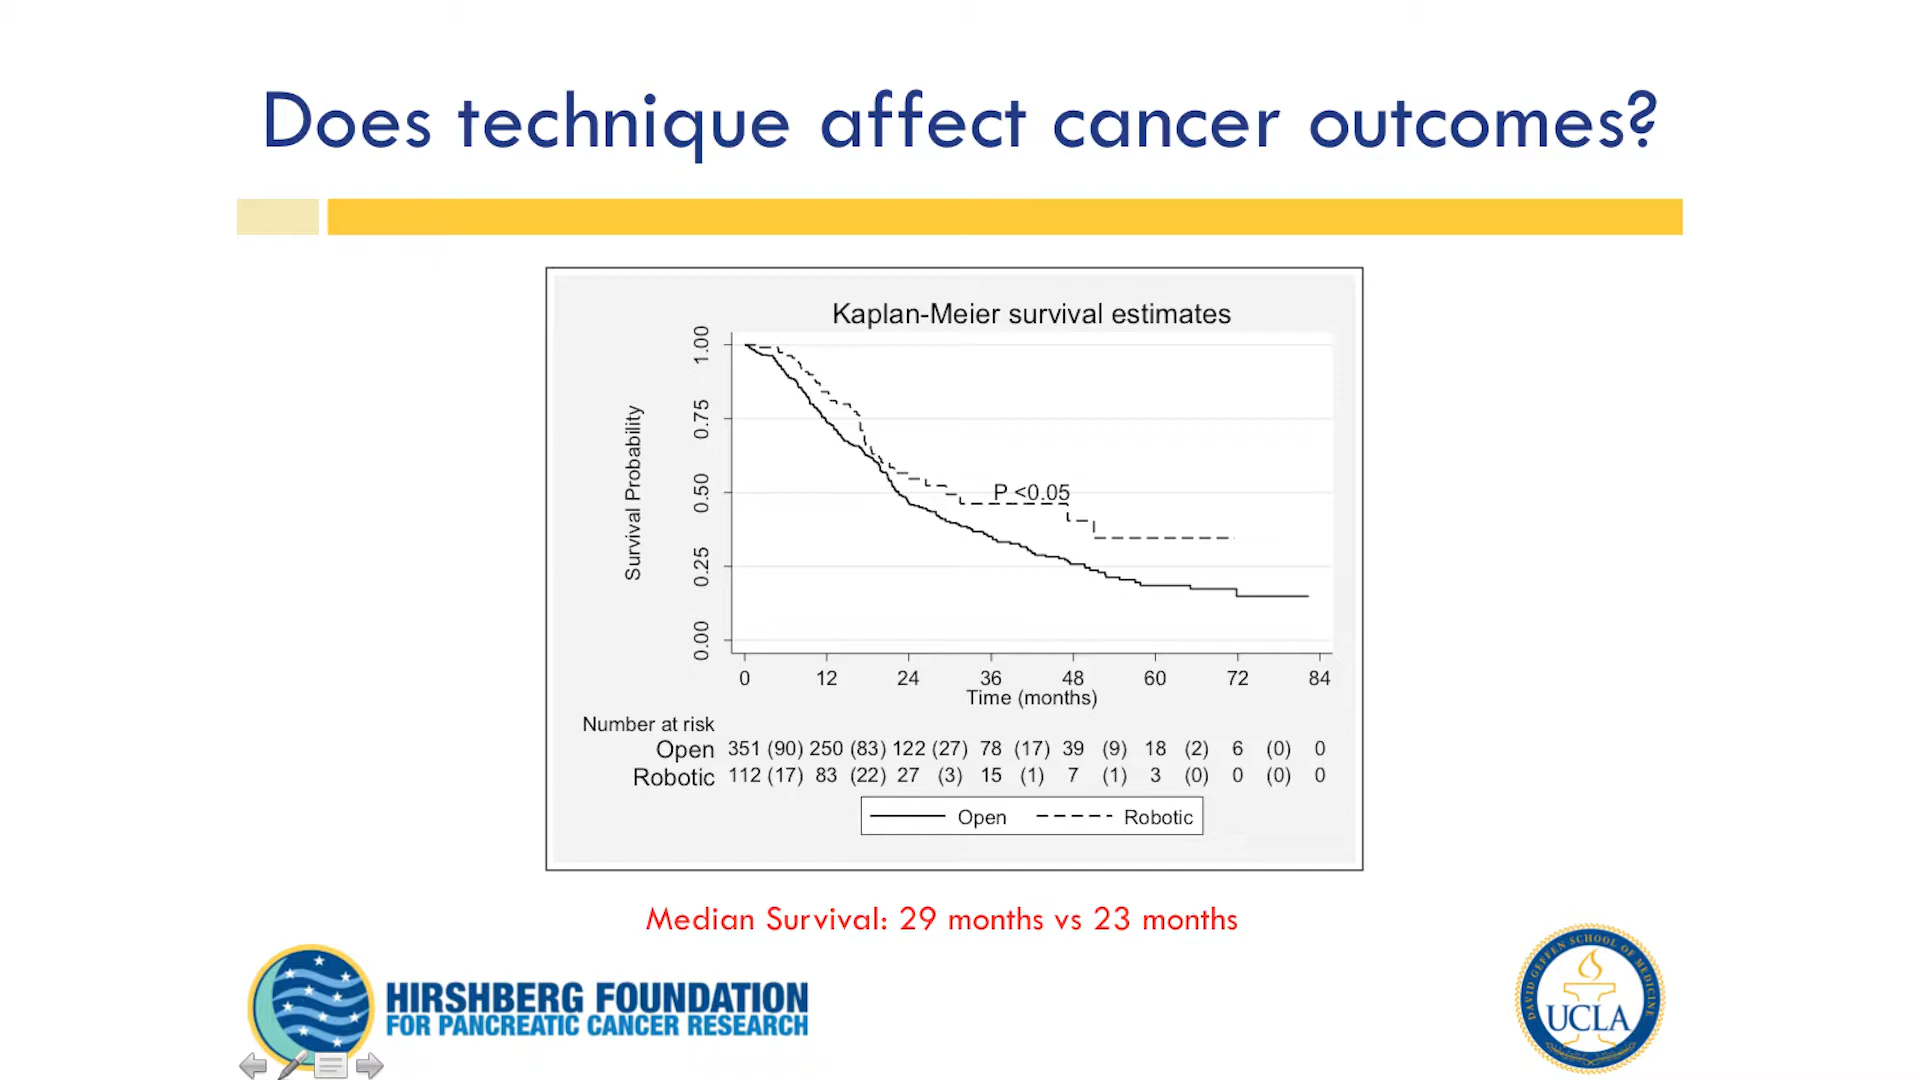 Does technique affect cancer outcomes?
Kaplan-Meier survival estimates
Survival Probability
1.00
0.75
0.50
0.25
0.00
P <0.05
0 12 24 36 48 60 72 84
Time (months)
Number at risk
Open 351 (90) 250 (83) 122 (27) 78 (17) 39 (9) 18 (2) 6 (0) 0
Robotic 112 (17) 83 (22) 27 (3) 15 (1) 7 (1) 3 (0) 0 (0) 0
Open Robotic
Median Survival: 29 months vs 23 months
HIRSHBERG FOUNDATION
FOR PANCREATIC CANCER RESEARCH
DAVID GEFFEN SCHOOL OF MEDICINE
UCLA